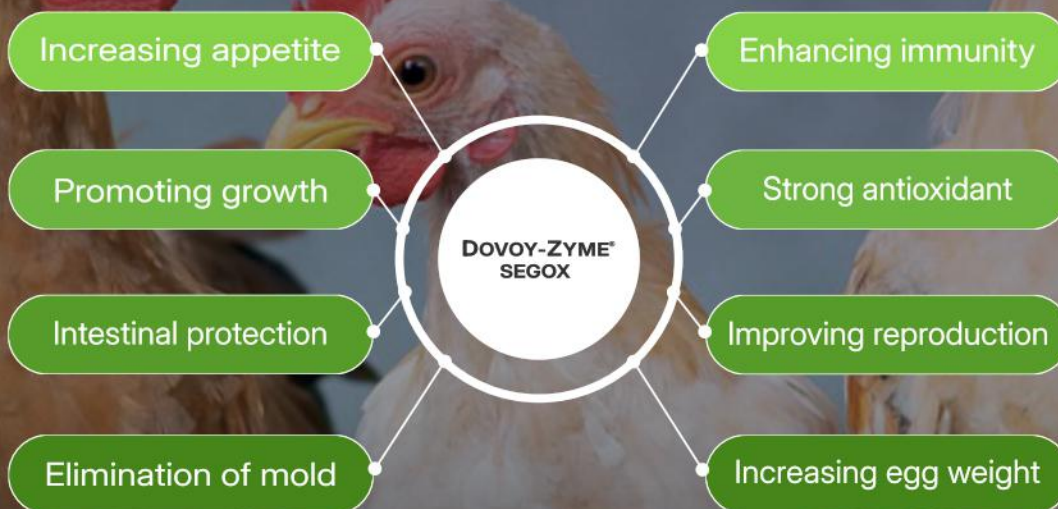 Increasing appetite
Enhancing immunity
Promoting growth
Strong antioxidant
DOVOY-ZYME®
SEGOX
Intestinal protection
Improving reproduction
Elimination of mold
Increasing egg weight